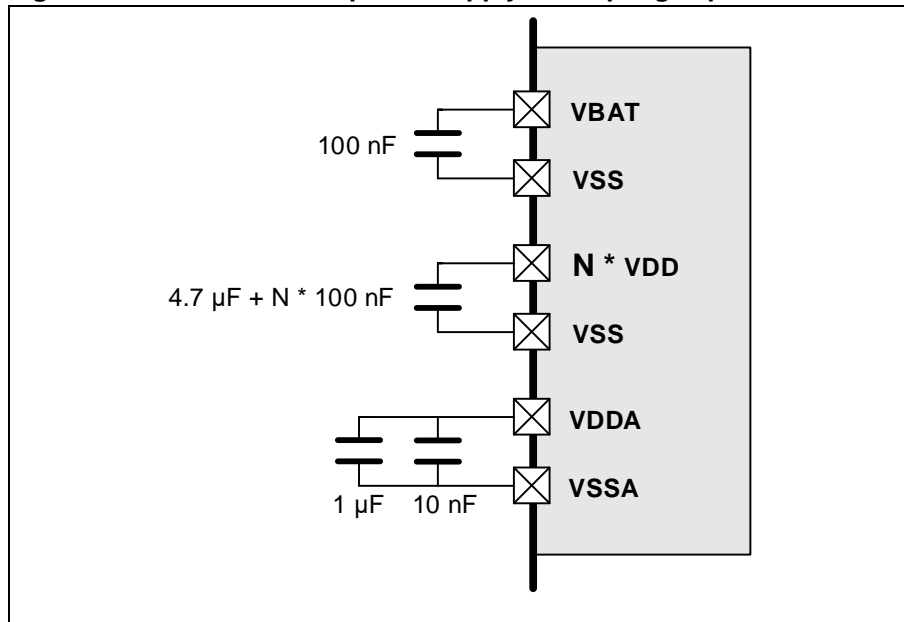 VBAT
100 nF
VSS
N * VDD
4.7 µF + N * 100 nF
VSS
VDDA
1 µF 10 nF
VSSA